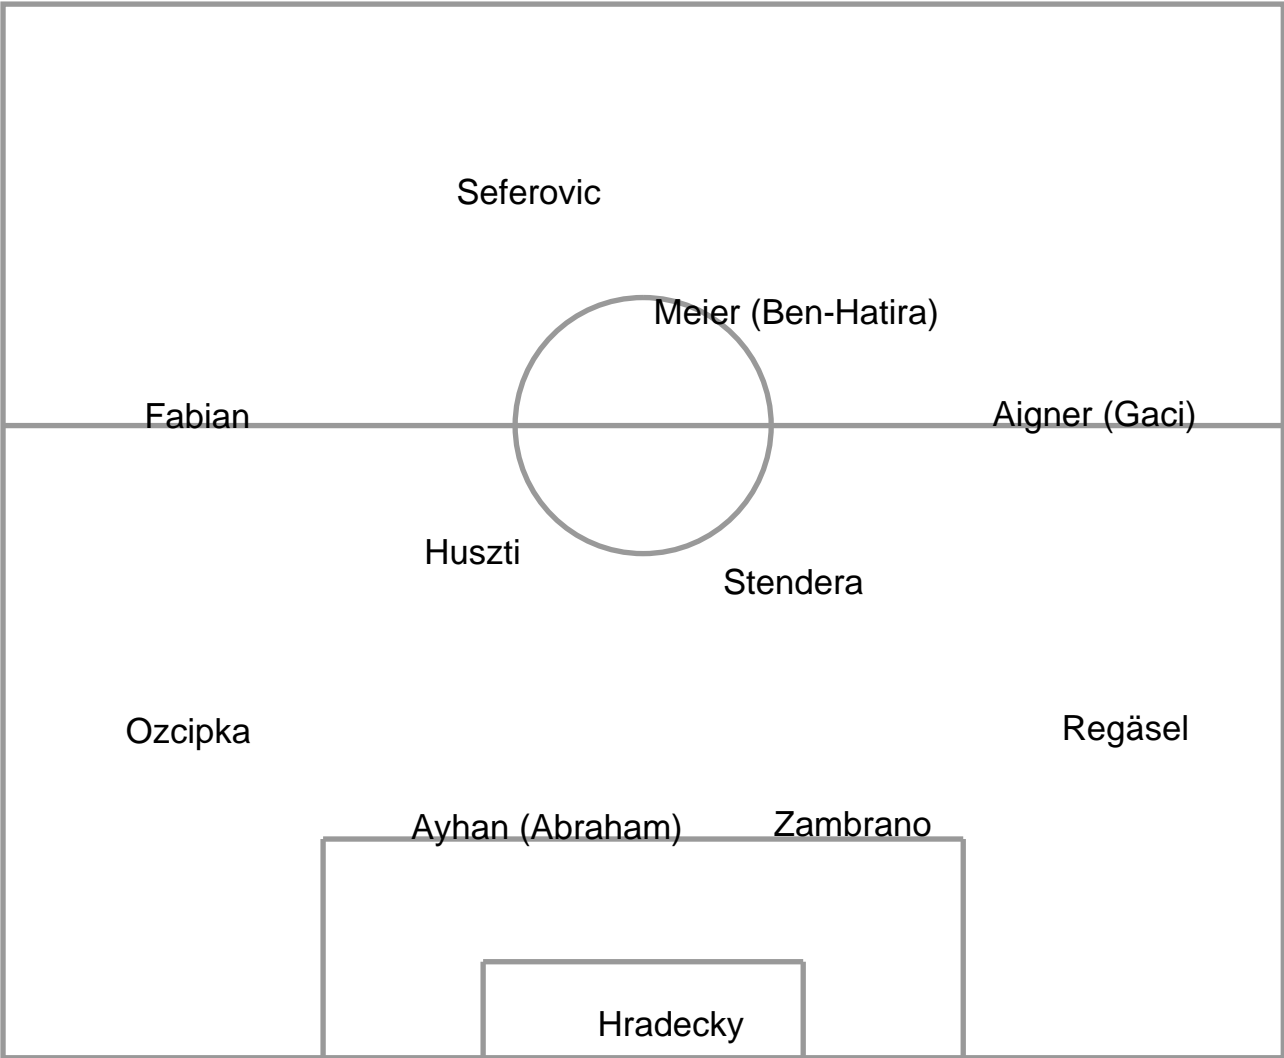 Seferovic
Meier (Ben-Hatira)
Fabian
Aigner (Gaci)
Huszti
Stendera
Ozcipka
Regäsel
Ayhan (Abraham)
Zambrano
Hradecky